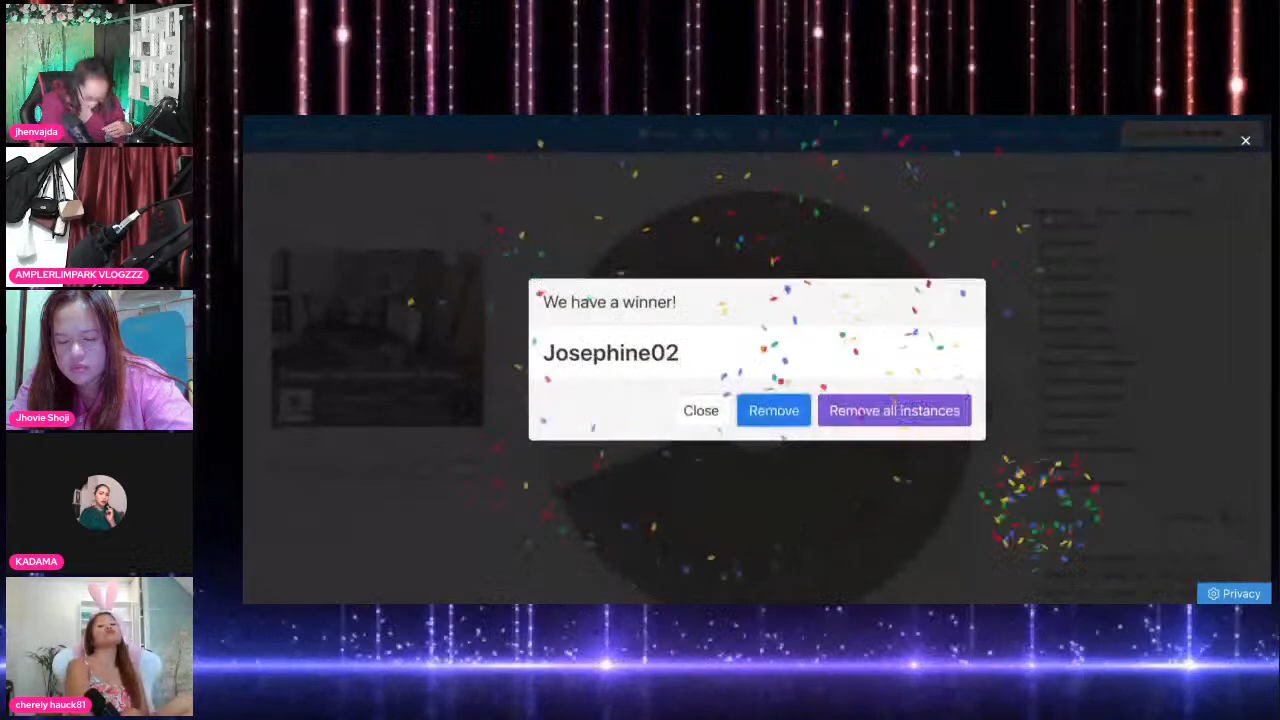 jhenvajda
AMPLERLIMPARK VLOGZZZ
Jhovie Shoji
KADAMA
cherely hauck81
We have a winner!
Josephine02
Close
Remove
Remove all instances
Privacy